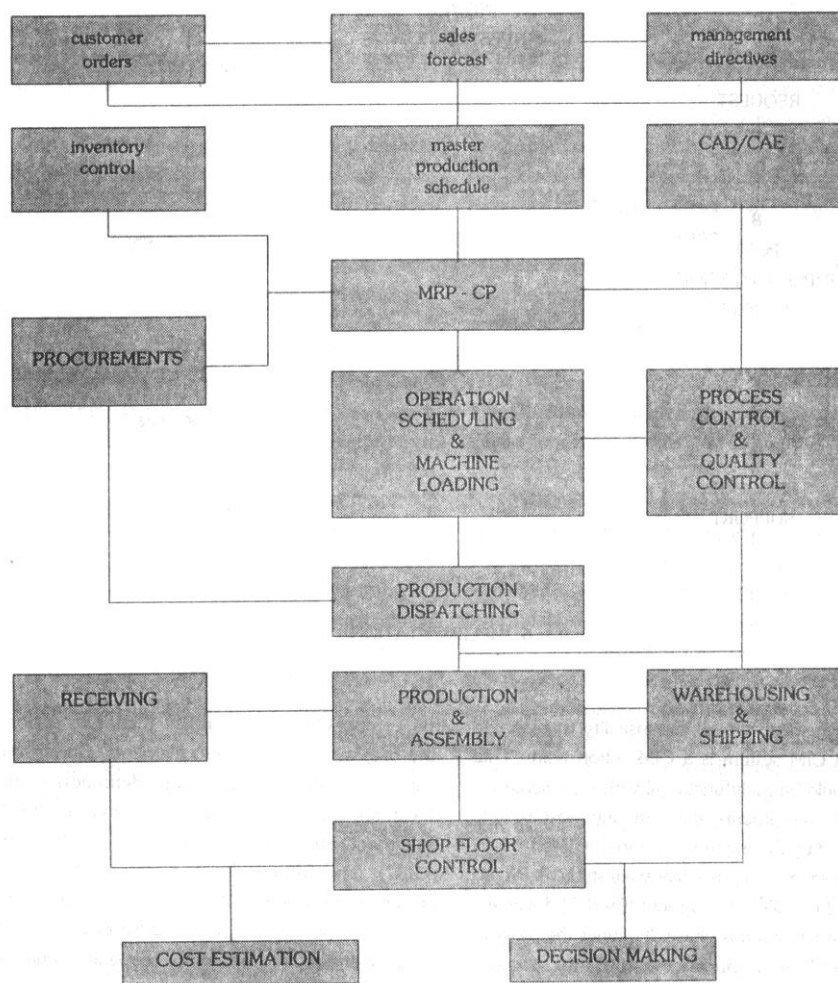 customer
orders
sales
forecast
management
directives
REQUEST
inventory
control
master
production
schedule
CAD/CAE
MRP - CP
PROCUREMENTS
OPERATION
SCHEDULING
&
MACHINE
LOADING
PROCESS
CONTROL
&
QUALITY
CONTROL
PRODUCTION
DISPATCHING
RECEIVING
PRODUCTION
&
ASSEMBLY
WAREHOUSING
&
SHIPPING
SHOP FLOOR
CONTROL
COST ESTIMATION
DECISION MAKING